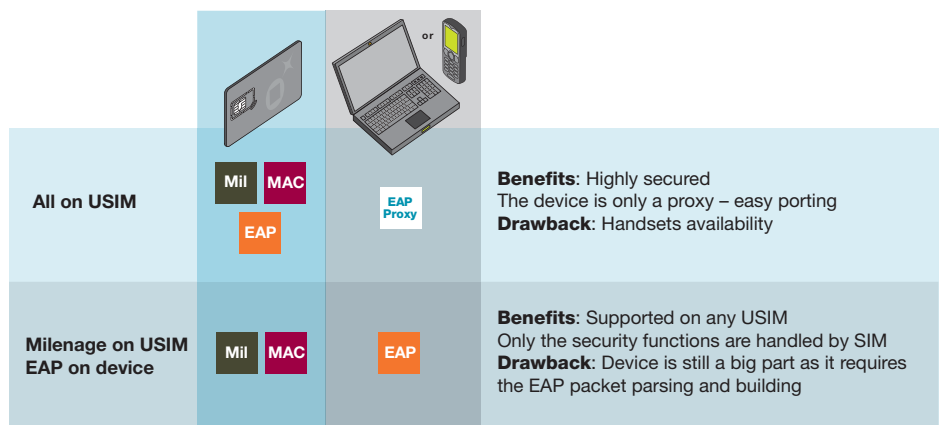 or
All on USIM
Mil
MAC
EAP
EAP
Proxy
Benefits: Highly secured
The device is only a proxy – easy porting
Drawback: Handsets availability
Milenage on USIM
EAP on device
Mil
MAC
EAP
Benefits: Supported on any USIM
Only the security functions are handled by SIM
Drawback: Device is still a big part as it requires
the EAP packet parsing and building